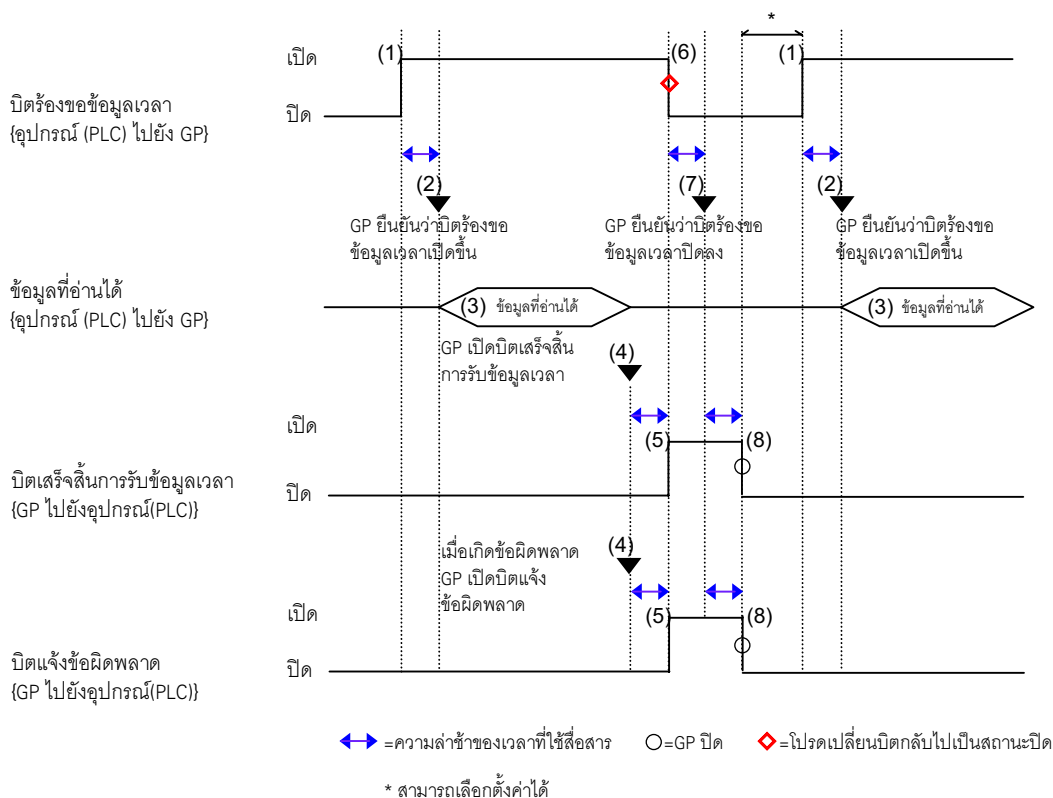 *
เปิด
(1)
(6)
(1)
บิตร้องขอข้อมูลเวลา
{อุปกรณ์ (PLC) ไปยัง GP}
ปิด
(2)
(7)
(2)
GP ยืนยันว่าบิตร้องขอ
ข้อมูลเวลาเปิดขึ้น
GP ยืนยันว่าบิตร้องขอ
ข้อมูลเวลาปิดลง
GP ยืนยันว่าบิตร้องขอ
ข้อมูลเวลาเปิดขึ้น
ข้อมูลที่อ่านได้
{อุปกรณ์ (PLC) ไปยัง GP}
(3) ข้อมูลที่อ่านได้
(3) ข้อมูลที่อ่านได้
GP เปิดบิตเสร็จสิ้น
การรับข้อมูลเวลา
(4)
เปิด
(5)
(8)
บิตเสร็จสิ้นการรับข้อมูลเวลา
{GP ไปยังอุปกรณ์(PLC)}
ปิด
เมื่อเกิดข้อผิดพลาด
GP เปิดบิตแจ้ง
ข้อผิดพลาด
(4)
เปิด
(5)
(8)
บิตแจ้งข้อผิดพลาด
{GP ไปยังอุปกรณ์(PLC)}
ปิด
=ความล่าช้าของเวลาที่ใช้สื่อสาร
=GP ปิด
=โปรดเปลี่ยนบิตกลับไปเป็นสถานะปิด
* สามารถเลือกตั้งค่าได้